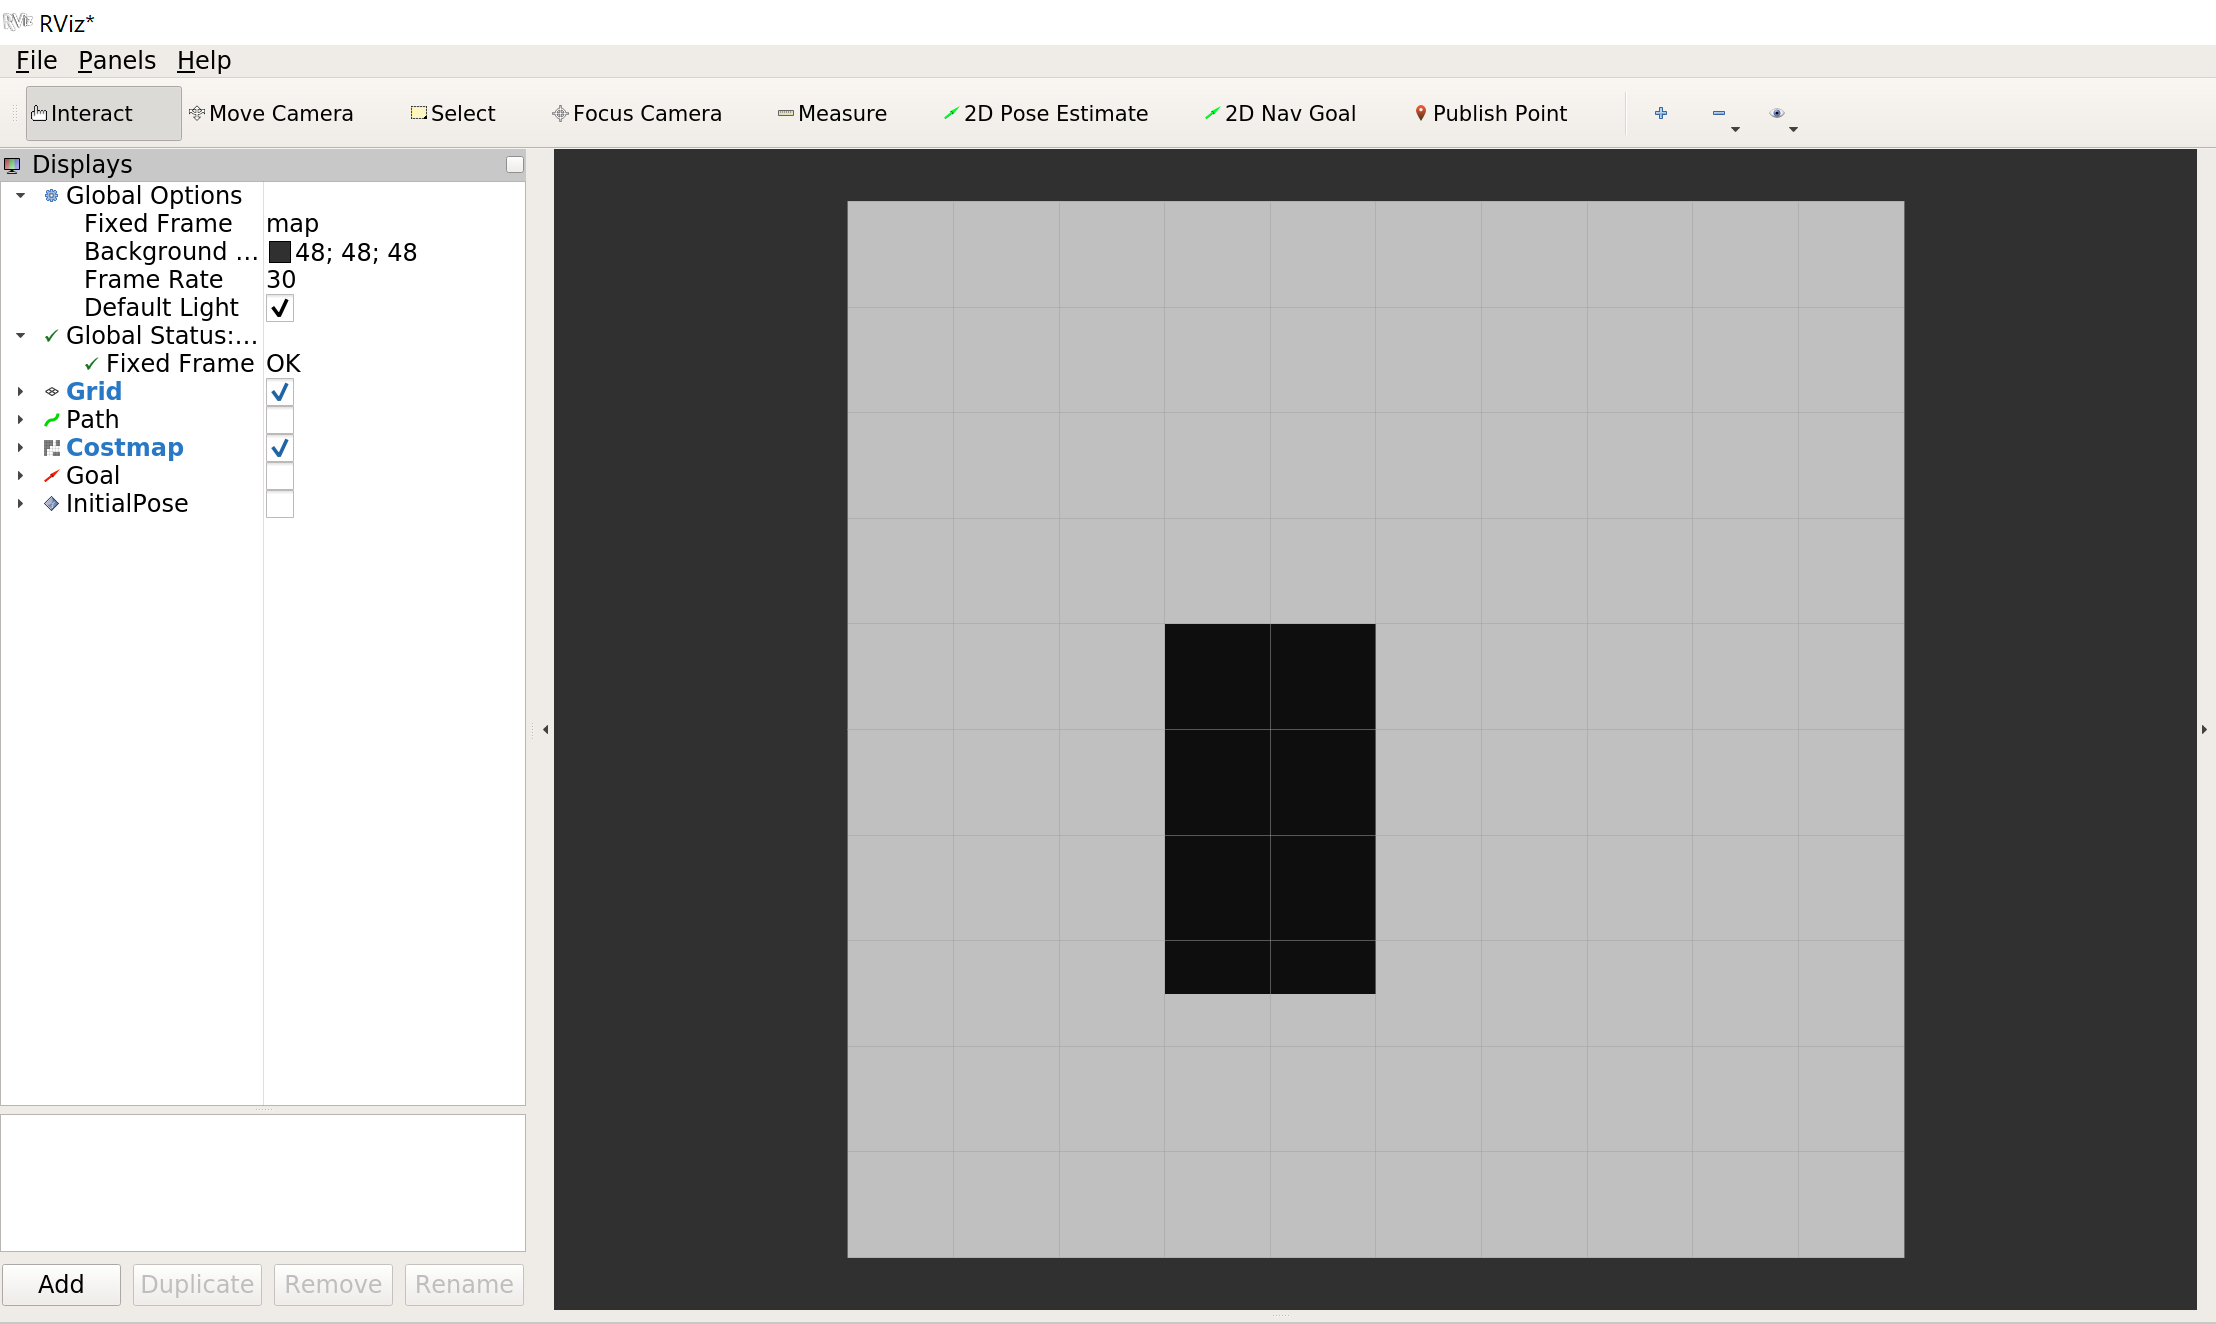 RViz*
File Panels Help
Interact Move Camera Select Focus Camera Measure 2D Pose Estimate 2D Nav Goal Publish Point
Displays
Global Options
Fixed Frame map
Background ... 48; 48; 48
Frame Rate 30
Default Light
Global Status:...
Fixed Frame OK
Grid
Path
Costmap
Goal
InitialPose
Add Duplicate Remove Rename